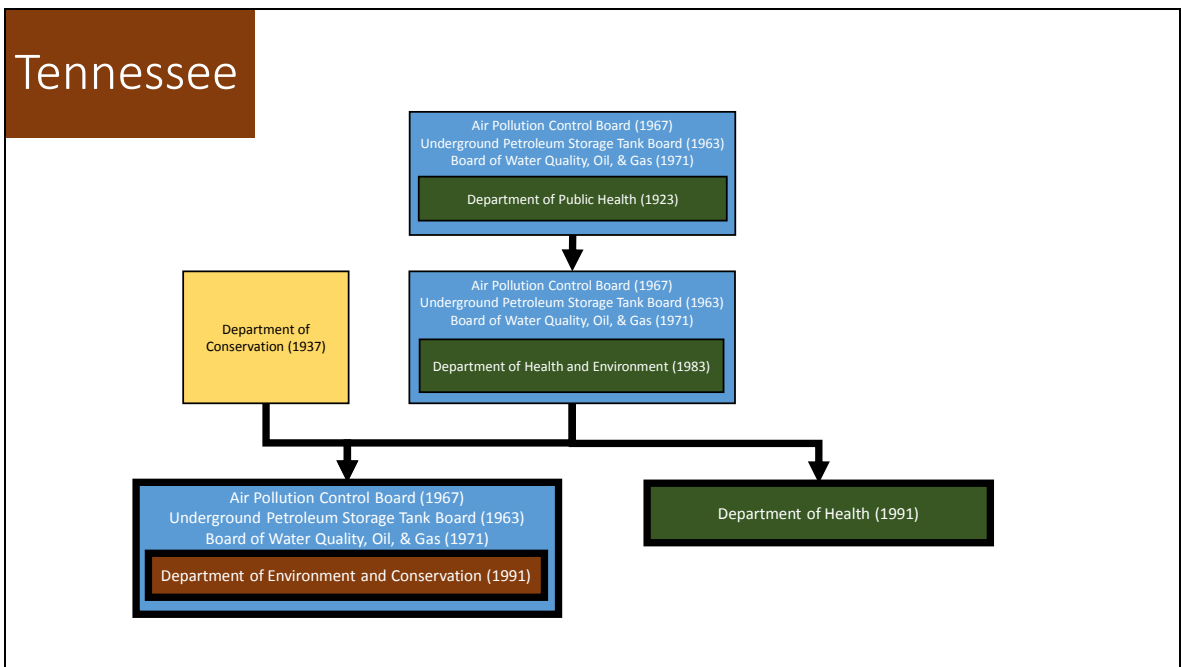 Tennessee
Air Pollution Control Board (1967)
Underground Petroleum Storage Tank Board (1963)
Board of Water Quality, Oil, & Gas (1971)
Department of Public Health (1923)
Department of
Conservation (1937)
Air Pollution Control Board (1967)
Underground Petroleum Storage Tank Board (1963)
Board of Water Quality, Oil, & Gas (1971)
Department of Health and Environment (1983)
Air Pollution Control Board (1967)
Underground Petroleum Storage Tank Board (1963)
Board of Water Quality, Oil, & Gas (1971)
Department of Environment and Conservation (1991)
Department of Health (1991)